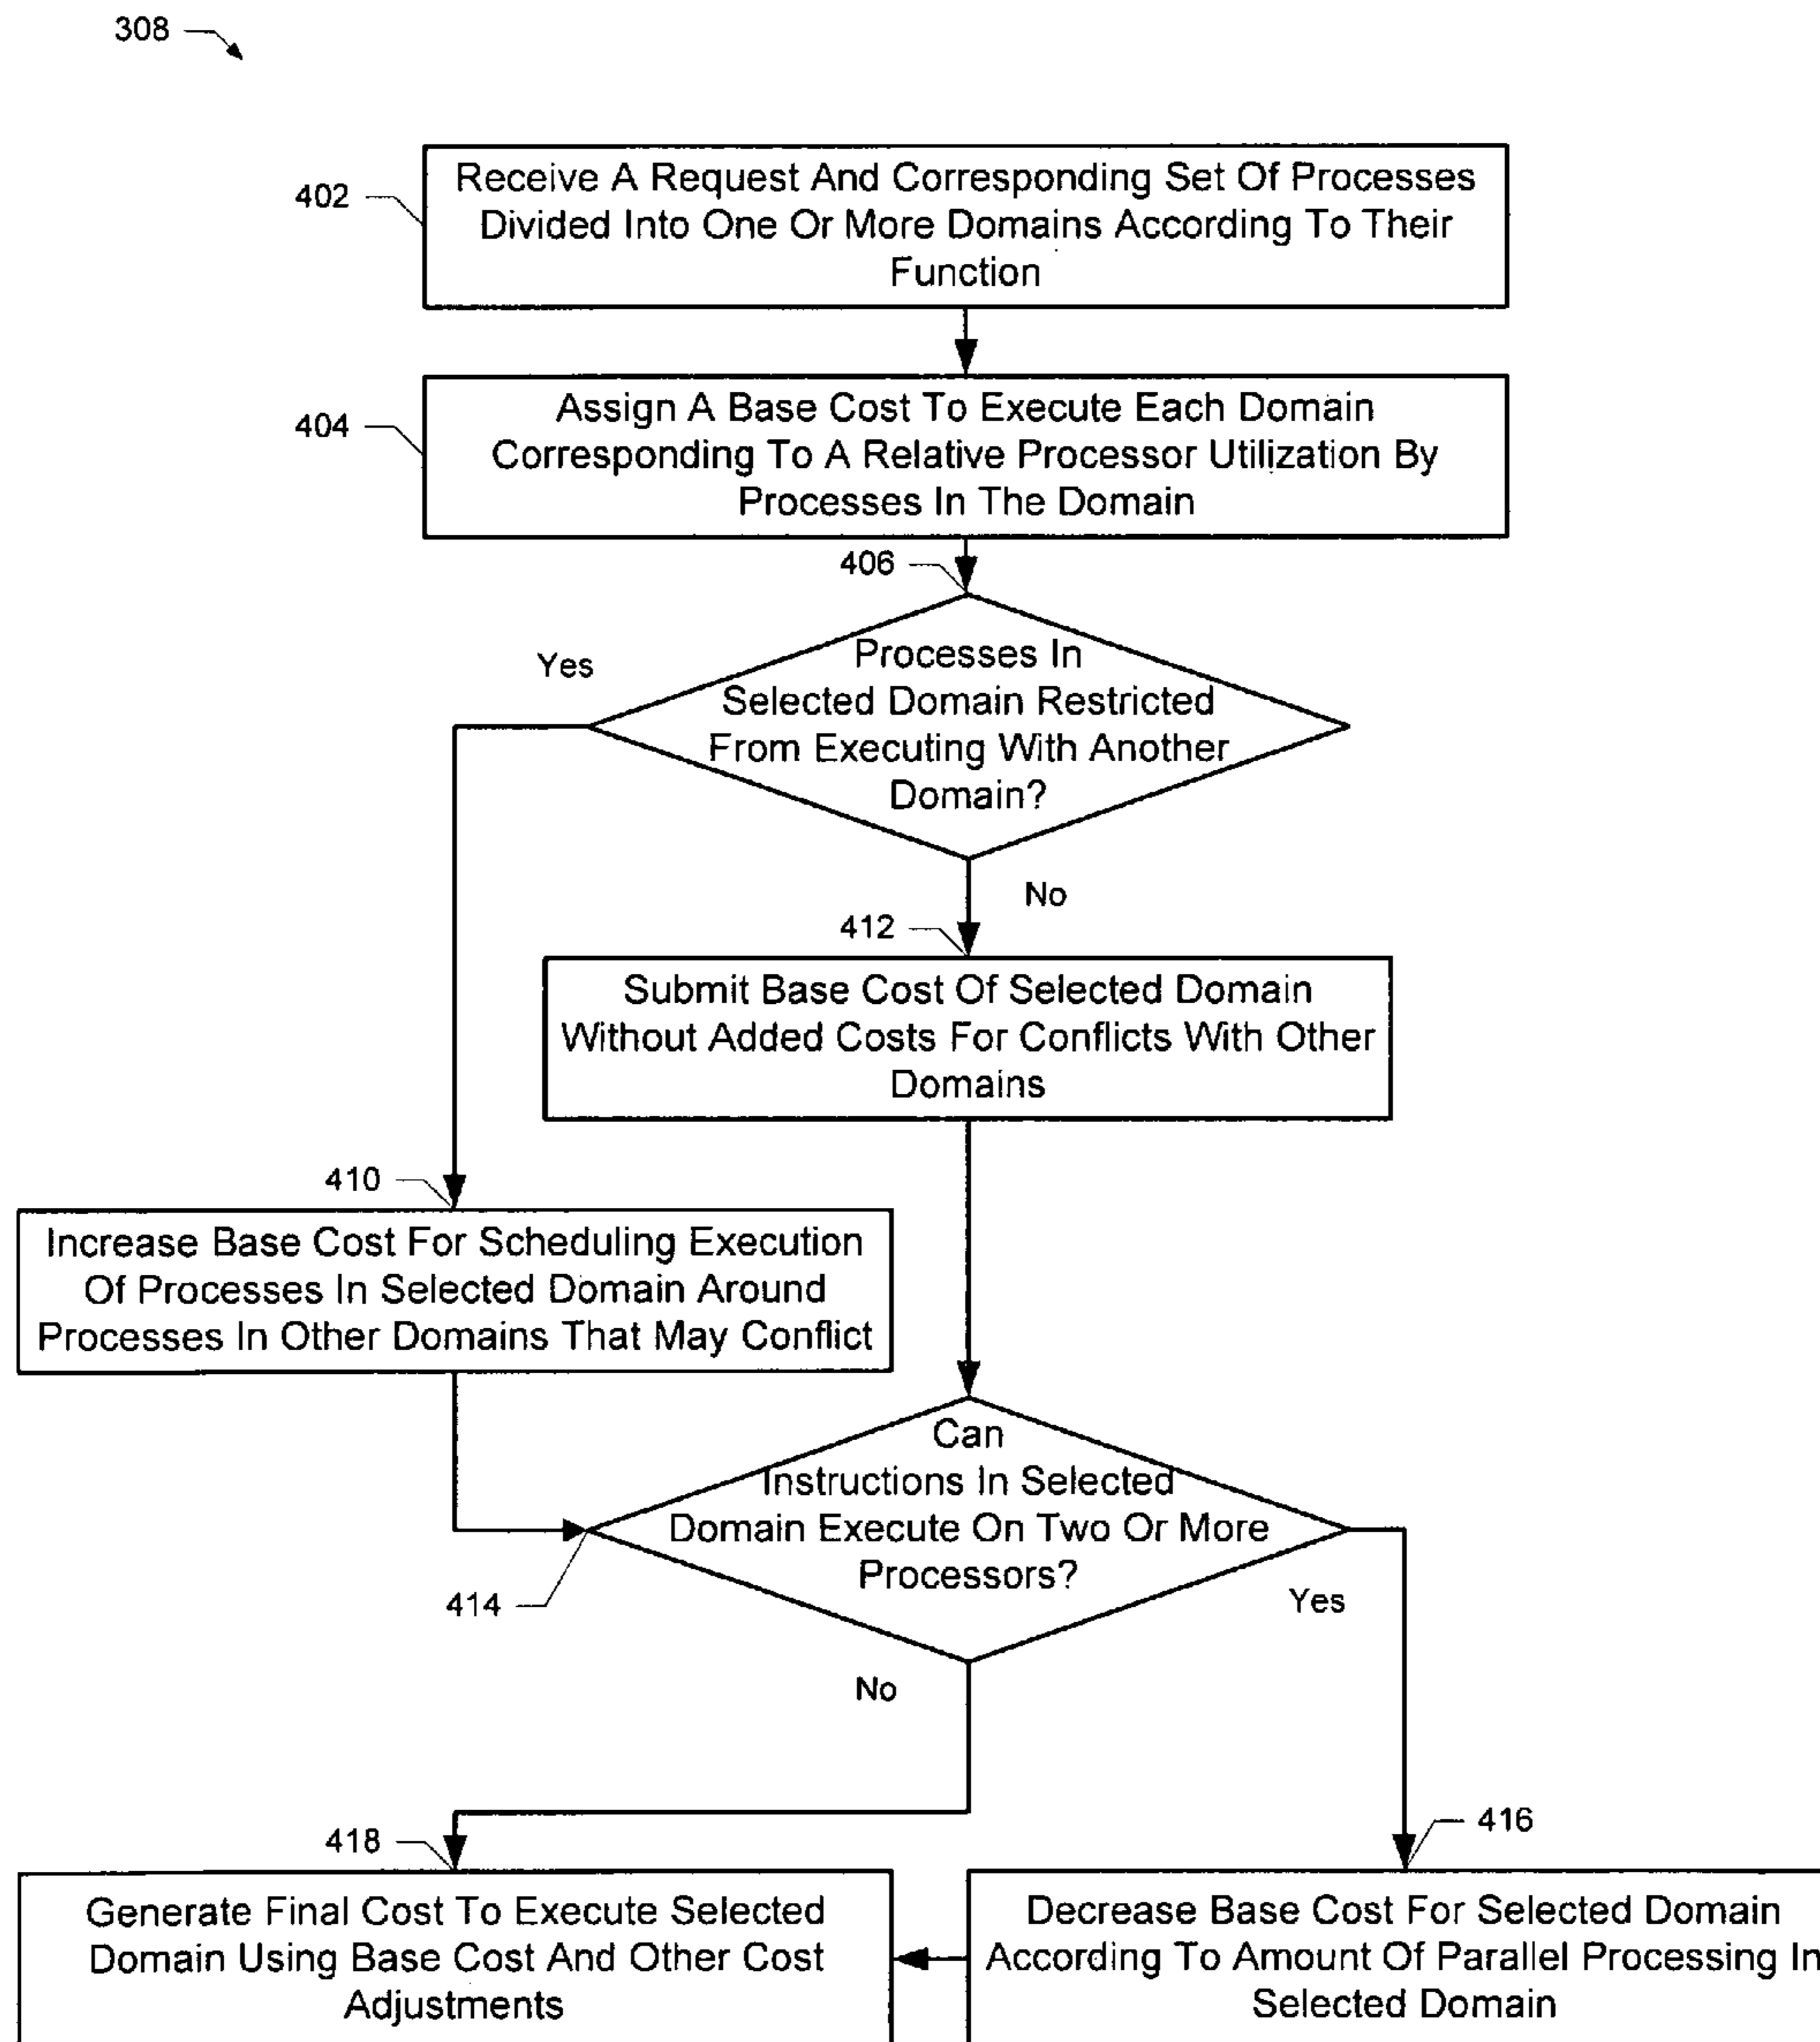 308
402
Receive A Request And Corresponding Set Of Processes
Divided Into One Or More Domains According To Their
Function
404
Assign A Base Cost To Execute Each Domain
Corresponding To A Relative Processor Utilization By
Processes In The Domain
406
Yes
Processes In
Selected Domain Restricted
From Executing With Another
Domain?
No
412
Submit Base Cost Of Selected Domain
Without Added Costs For Conflicts With Other
Domains
410
Increase Base Cost For Scheduling Execution
Of Processes In Selected Domain Around
Processes In Other Domains That May Conflict
Can
Instructions In Selected
Domain Execute On Two Or More
Processors?
414
Yes
No
418
Generate Final Cost To Execute Selected
Domain Using Base Cost And Other Cost
Adjustments
416
Decrease Base Cost For Selected Domain
According To Amount Of Parallel Processing In
Selected Domain